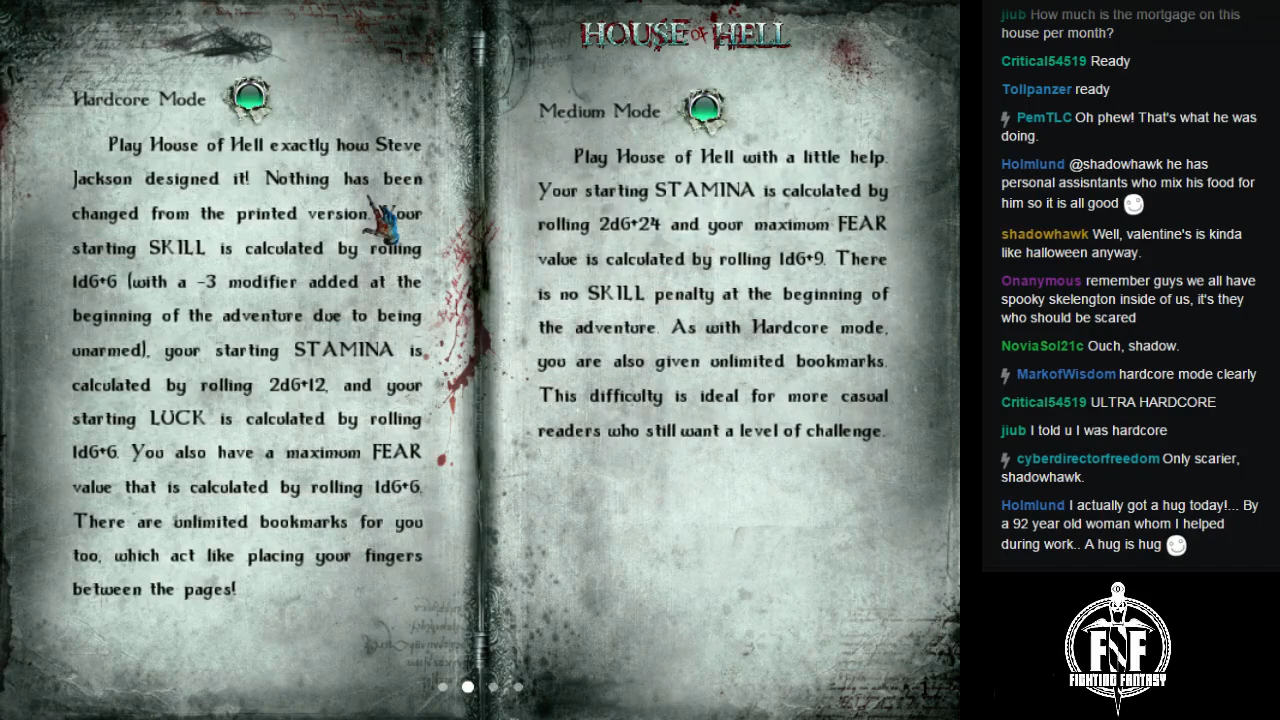 HOUSE OF HELL
Hardcore Mode
Play House of Hell exactly how Steve
Jackson designed it! Nothing has been
changed from the printed version. Your
starting SKILL is calculated by rolling
1d6+6 (with a -3 modifier added at the
beginning of the adventure due to being
unarmed), your starting STAMINA is
calculated by rolling 2d6+12, and your
starting LUCK is calculated by rolling
1d6+6. You also have a maximum FEAR
value that is calculated by rolling 1d6+6.
There are unlimited bookmarks for you
too, which act like placing your fingers
between the pages!
Medium Mode
Play House of Hell with a little help.
Your starting STAMINA is calculated by
rolling 2d6+24 and your maximum FEAR
value is calculated by rolling 1d6+9. There
is no SKILL penalty at the beginning of
the adventure. As with Hardcore mode,
you are also given unlimited bookmarks.
This difficulty is ideal for more casual
readers who still want a level of challenge.
jiub How much is the mortgage on this
house per month?
Critical54519 Ready
Tollpanzer ready
PemTLC Oh phew! That's what he was
doing.
Holmlund @shadowhawk he has
personal assinstants who mix his food for
him so it is all good
shadowhawk Well, valentine's is kinda
like halloween anyway.
Onanymous remember guys we all have
spooky skelengton inside of us, it's they
who should be scared
NoviaSol21c Ouch, shadow.
MarkofWisdom hardcore mode clearly
Critical54519 ULTRA HARDCORE
jiub I told u I was hardcore
cyberdirectorfreedom Only scarier,
shadowhawk.
Holmlund I actually got a hug today!... By
a 92 year old woman whom I helped
during work.. A hug is hug
FF
FIGHTING FANTASY